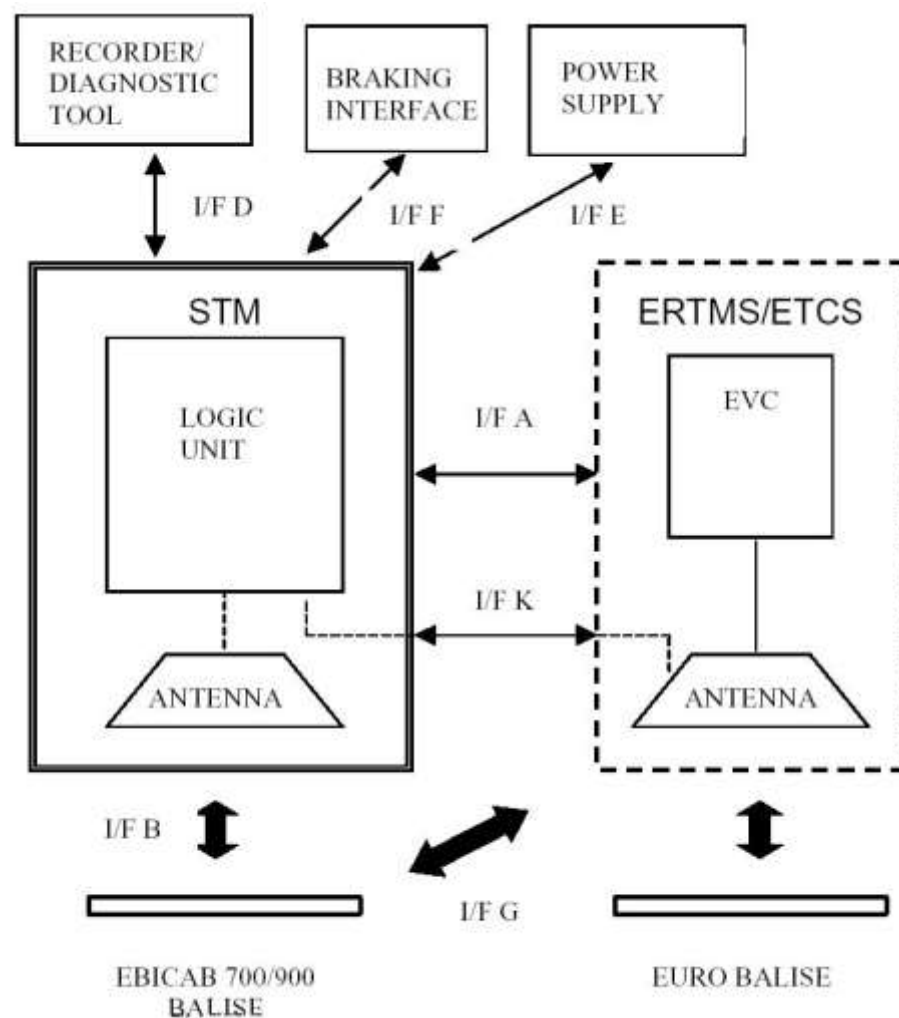 RECORDER/
DIAGNOSTIC
TOOL
BRAKING
INTERFACE
POWER
SUPPLY
I/F D
I/F F
I/F E
STM
ERTMS/ETCS
LOGIC
UNIT
EVC
I/F A
I/F K
ANTENNA
ANTENNA
I/F B
I/F G
EBICAB 700/900
BALISE
EURO BALISE